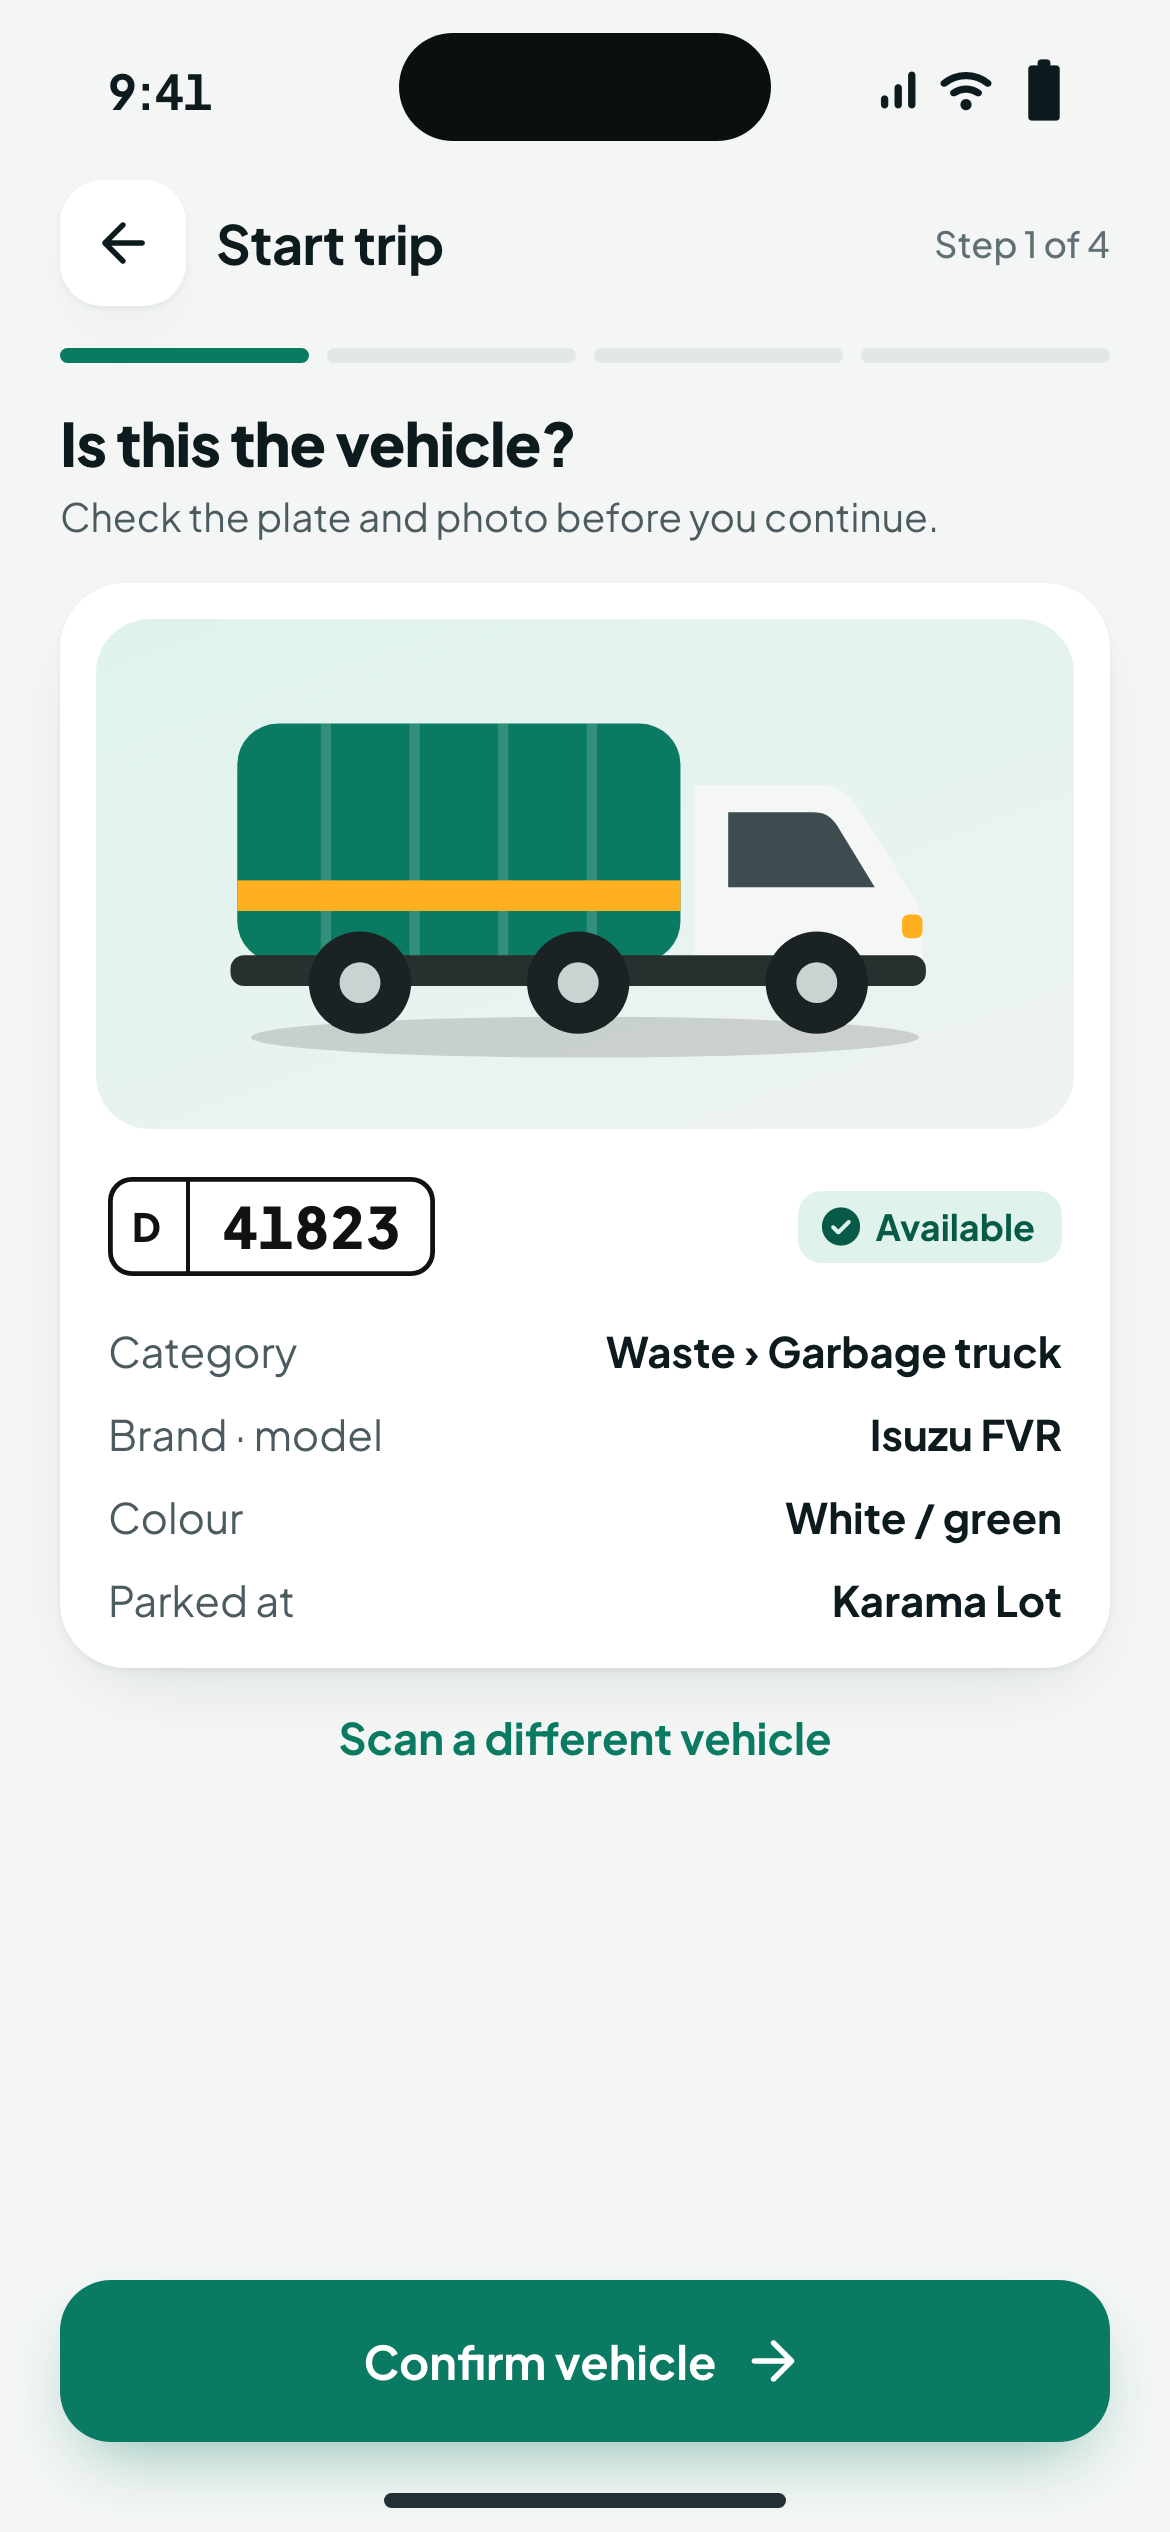 9:41
Start trip
Step 1 of 4
Is this the vehicle?
Check the plate and photo before you continue.
D 41823
Available
Category Waste › Garbage truck
Brand · model Isuzu FVR
Colour White / green
Parked at Karama Lot
Scan a different vehicle
Confirm vehicle